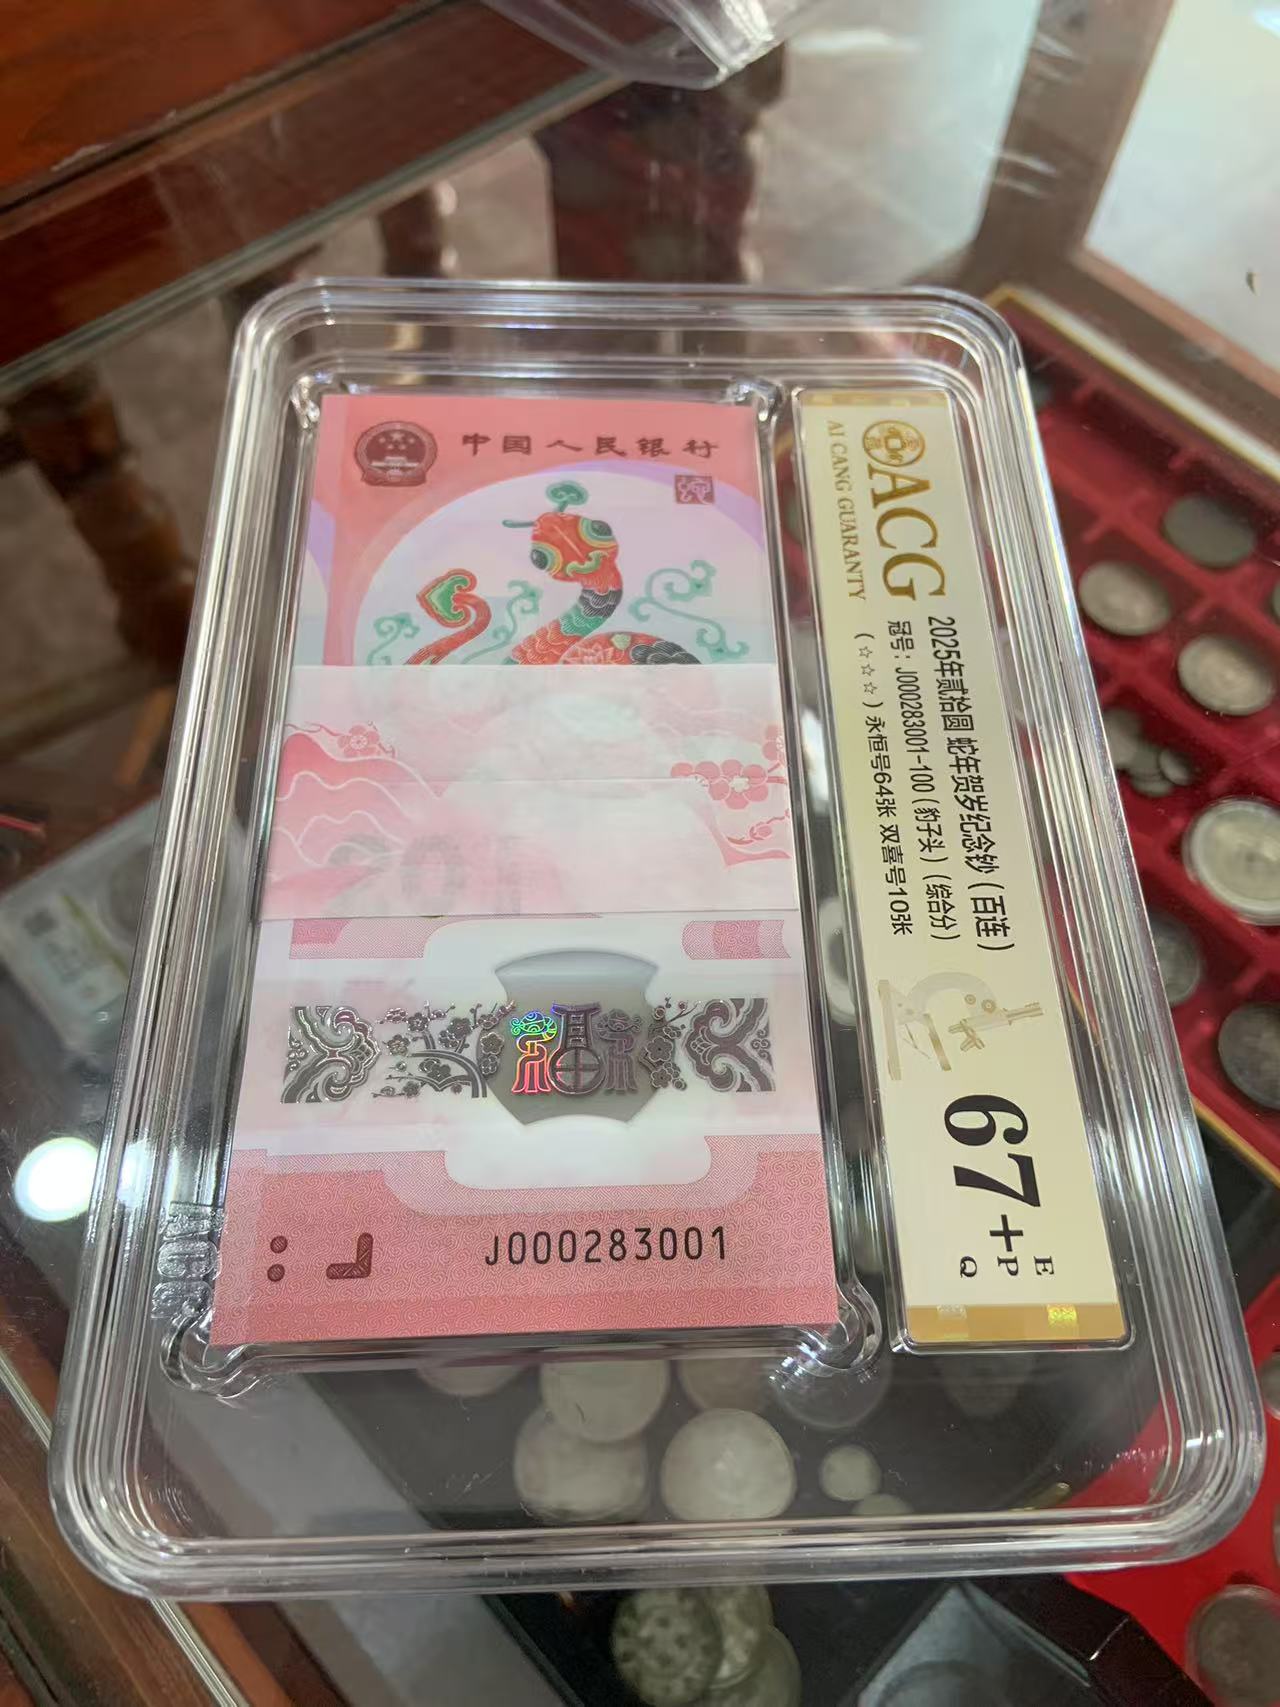 中国人民银行
J000283001
ACG
AI CANG GUARANTY
2025年贰拾圆 蛇年贺岁纪念钞（百连）
冠号：J000283001-100（豹子头）（综合分）
（☆☆☆）永恒号64张 双喜号10张
67+
E
P
Q